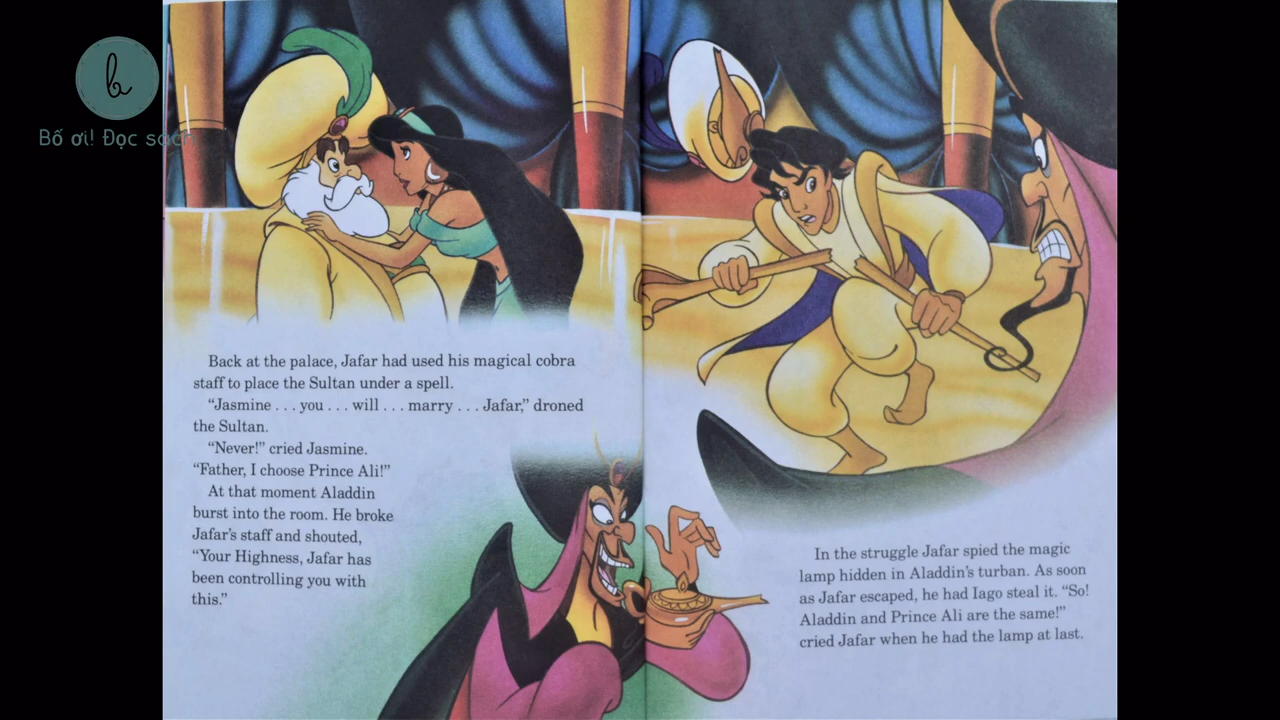 b
Bố ơi! Đọc sách
Back at the palace, Jafar had used his magical cobra
staff to place the Sultan under a spell.
“Jasmine . . . you . . . will . . . marry . . . Jafar,” droned
the Sultan.
“Never!” cried Jasmine.
“Father, I choose Prince Ali!”
At that moment Aladdin
burst into the room. He broke
Jafar’s staff and shouted,
“Your Highness, Jafar has
been controlling you with
this.”
In the struggle Jafar spied the magic
lamp hidden in Aladdin’s turban. As soon
as Jafar escaped, he had Iago steal it. “So!
Aladdin and Prince Ali are the same!”
cried Jafar when he had the lamp at last.